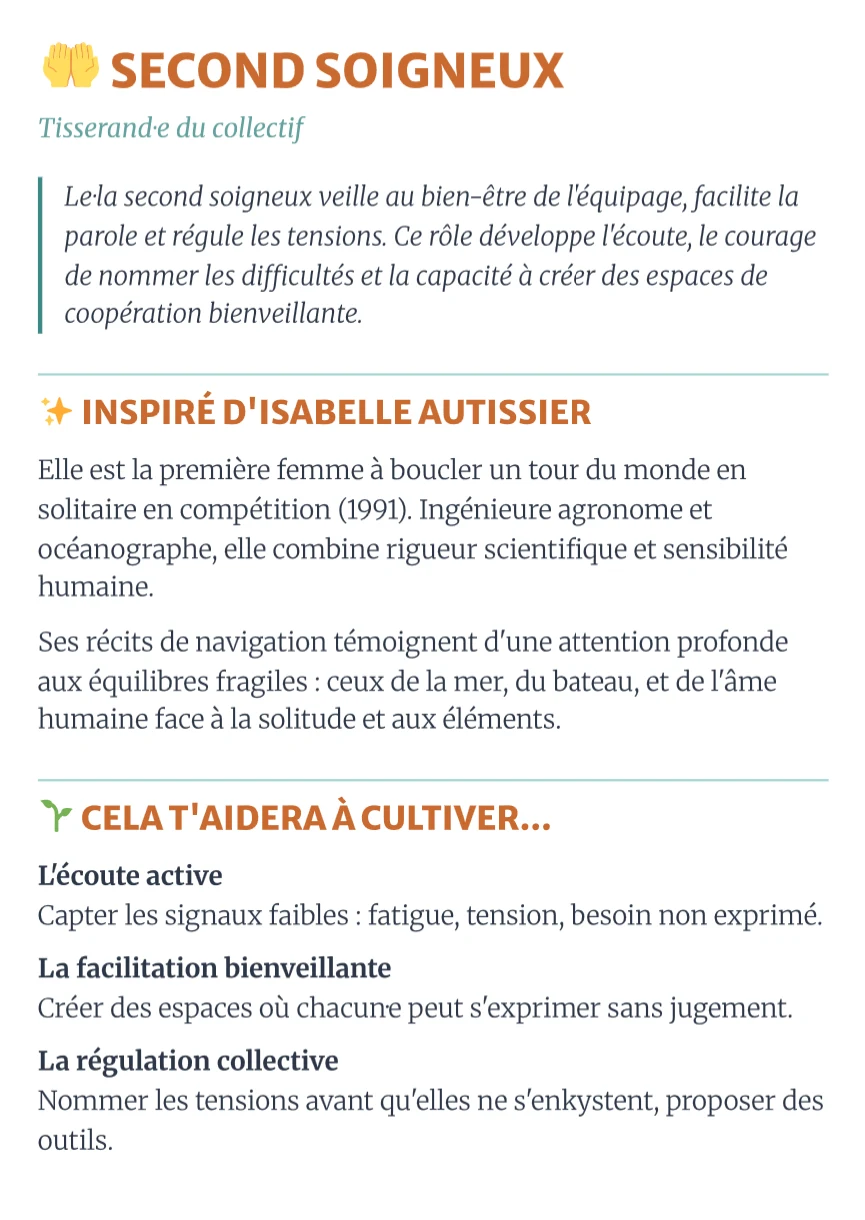 SECOND SOIGNEUX
Tisserand·e du collectif
Le·la second soigneux veille au bien-être de l'équipage, facilite la
parole et régule les tensions. Ce rôle développe l'écoute, le courage
de nommer les difficultés et la capacité à créer des espaces de
coopération bienveillante.
INSPIRÉ D'ISABELLE AUTISSIER
Elle est la première femme à boucler un tour du monde en
solitaire en compétition (1991). Ingénieure agronome et
océanographe, elle combine rigueur scientifique et sensibilité
humaine.
Ses récits de navigation témoignent d'une attention profonde
aux équilibres fragiles : ceux de la mer, du bateau, et de l'âme
humaine face à la solitude et aux éléments.
CELA T'AIDERA À CULTIVER...
L'écoute active
Capter les signaux faibles : fatigue, tension, besoin non exprimé.
La facilitation bienveillante
Créer des espaces où chacun·e peut s'exprimer sans jugement.
La régulation collective
Nommer les tensions avant qu'elles ne s'enkystent, proposer des
outils.